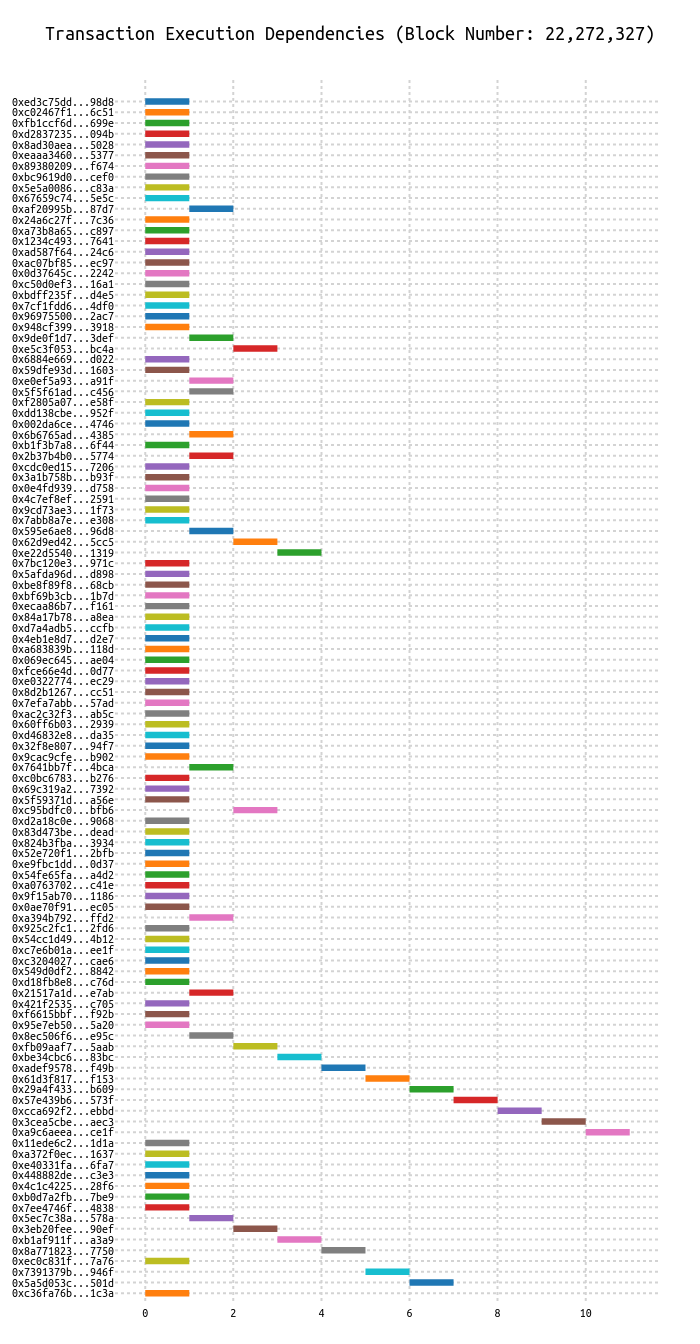 Transaction Execution Dependencies (Block Number: 22,272,327)
0xed3c75dd...98d8
0xc02467f1...6c51
0xfb1ccf6d...699e
0xd2837235...094b
0x8ad30aea...5028
0xeaaa3460...5377
0x89380209...f674
0xbc9619d0...cef0
0x5e5a0086...c83a
0x67659c74...5e5c
0xaf20995b...87d7
0x24a6c27f...7c36
0xa73b8a65...c897
0x1234c493...7641
0xad587f64...24c6
0xac07bf85...ec97
0x0d37645c...2242
0xc50d0ef3...16a1
0xbdff235f...d4e5
0x7cf1fdd6...4df0
0x96975500...2ac7
0x948cf399...3918
0x9de0f1d7...3def
0xe5c3f053...bc4a
0x6884e669...d022
0x59dfe93d...1603
0xe0ef5a93...a91f
0x5f5f61ad...c456
0xf2805a07...e58f
0xdd138cbe...952f
0x002da6ce...4746
0x6b6765ad...4385
0xb1f3b7a8...6f44
0x2b37b4b0...5774
0xcdc0ed15...7206
0x3a1b758b...b93f
0x0e4fd939...d758
0x4c7ef8ef...2591
0x9cd73ae3...1f73
0x7abb8a7e...e308
0x595e6ae8...96d8
0x62d9ed42...5cc5
0xe22d5540...1319
0x7bc120e3...971c
0x5afda96d...d898
0xbe8f89f8...68cb
0xbf69b3cb...1b7d
0xecaa86b7...f161
0x84a17b78...a8ea
0xd7a4adb5...ccfb
0x4eb1e8d7...d2e7
0xa683839b...118d
0x069ec645...ae04
0xfce66e4d...0d77
0xe0322774...ec29
0x8d2b1267...cc51
0x7efa7abb...57ad
0xac2c32f3...ab5c
0x60ff6b03...2939
0xd46832e8...da35
0x32f8e807...94f7
0x9cac9cfe...b902
0x7641bb7f...4bca
0xc0bc6783...b276
0x69c319a2...7392
0x5f59371d...a56e
0xc95bdfc0...bfb6
0xd2a18c0e...9068
0x83d473be...dead
0x824b3fba...3934
0x52e720f1...2bfb
0xe9fbc1dd...0d37
0x54fe65fa...a4d2
0xa0763702...c41e
0x9f15ab70...1186
0x0ae70f91...ec05
0xa394b792...ffd2
0x925c2fc1...2fd6
0x54cc1d49...4b12
0xc7e6b01a...ee1f
0xc3204027...cae6
0x549d0df2...8842
0xd18fb8e8...c76d
0x21517a1d...e7ab
0x421f2535...c705
0xf6615bbf...f92b
0x95e7eb50...5a20
0x8ec506f6...e95c
0xfb09aaf7...5aab
0xbe34cbc6...83bc
0xadef9578...f49b
0x61d3f817...f153
0x29a4f433...b609
0x57e439b6...573f
0xcca692f2...ebbd
0x3cea5cbe...aec3
0xa9c6aeea...ce1f
0x11ede6c2...1d1a
0xa372f0ec...1637
0xe40331fa...6fa7
0x448882de...c3e3
0x4c1c4225...28f6
0xb0d7a2fb...7be9
0x7ee4746f...4838
0x5ec7c38a...578a
0x3eb20fee...90ef
0xb1af911f...a3a9
0x8a771823...7750
0xec0c831f...7a76
0x7391379b...946f
0x5a5d053c...501d
0xc36fa76b...1c3a
0 2 4 6 8 10